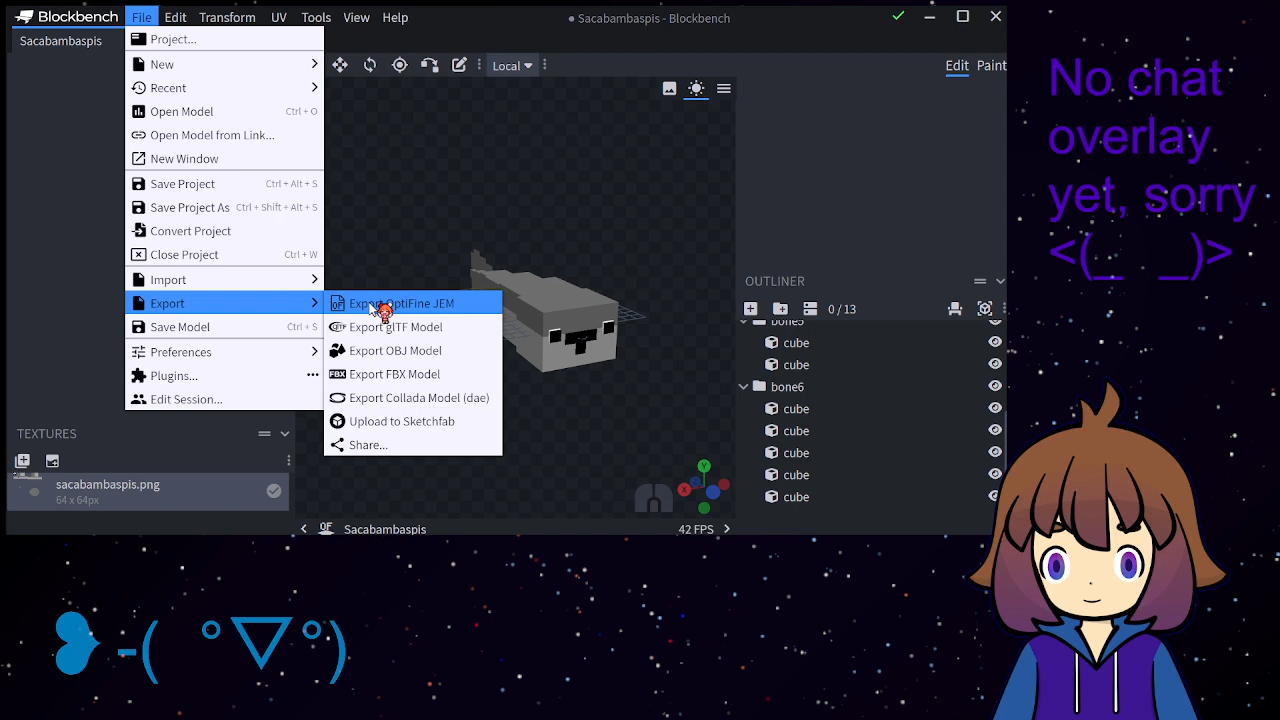 Blockbench File Edit Transform UV Tools View Help
Sacabambaspis - Blockbench
Sacabambaspis
Project...
New
Recent
Open Model Ctrl + O
Open Model from Link...
New Window
Save Project Ctrl + Alt + S
Save Project As Ctrl + Shift + Alt + S
Convert Project
Close Project Ctrl + W
Import
Export
Save Model Ctrl + S
Preferences
Plugins...
Edit Session...
Export OptiFine JEM
Export glTF Model
Export OBJ Model
Export FBX Model
Export Collada Model (dae)
Upload to Sketchfab
Share...
Local
Edit Paint
OUTLINER
0 / 13
bone5
cube
cube
bone6
cube
cube
cube
cube
cube
TEXTURES
sacabambaspis.png
64 x 64px
X
Y
OF Sacabambaspis
42 FPS
No chat
overlay
yet, sorry
<(_ _)>
❥-( °▽°)